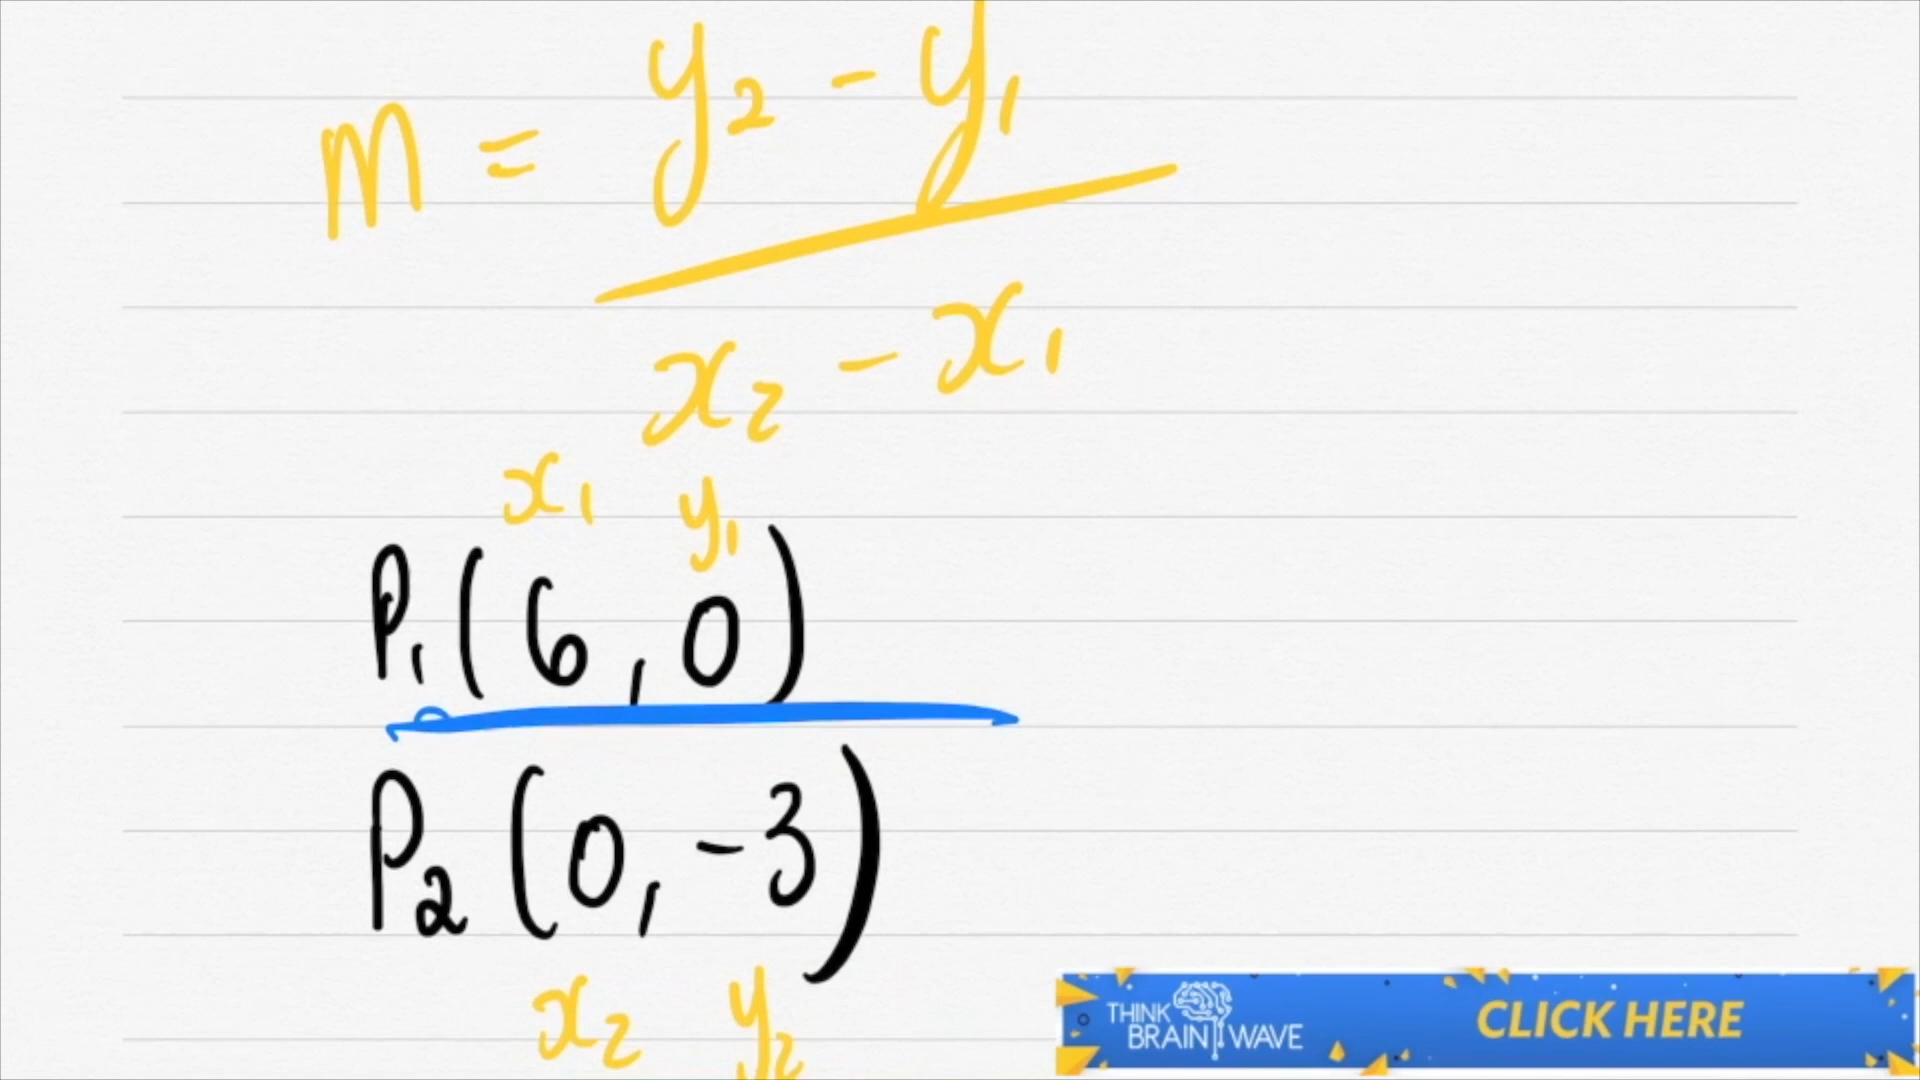 m = y₂ - y₁
x₂ - x₁
x₁ y₁
P₁(6,0)
P₂(0,-3)
x₂ y₂
THINK
BRAIN WAVE
CLICK HERE